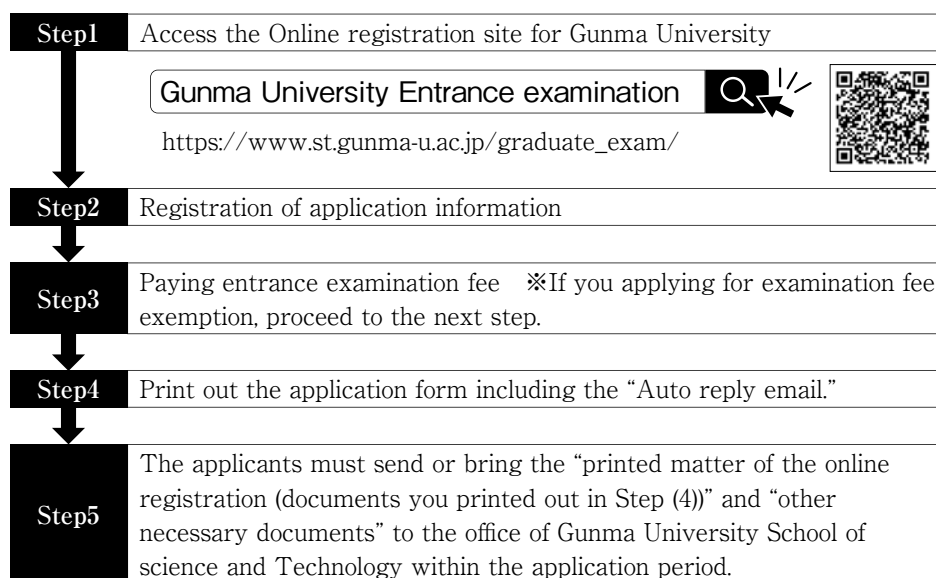 Step1 Access the Online registration site for Gunma University
Gunma University Entrance examination
https://www.st.gunma-u.ac.jp/graduate_exam/
Step2 Registration of application information
Step3 Paying entrance examination fee ※If you applying for examination fee
exemption, proceed to the next step.
Step4 Print out the application form including the “Auto reply email.”
Step5 The applicants must send or bring the “printed matter of the online
registration (documents you printed out in Step (4))” and “other
necessary documents” to the office of Gunma University School of
science and Technology within the application period.